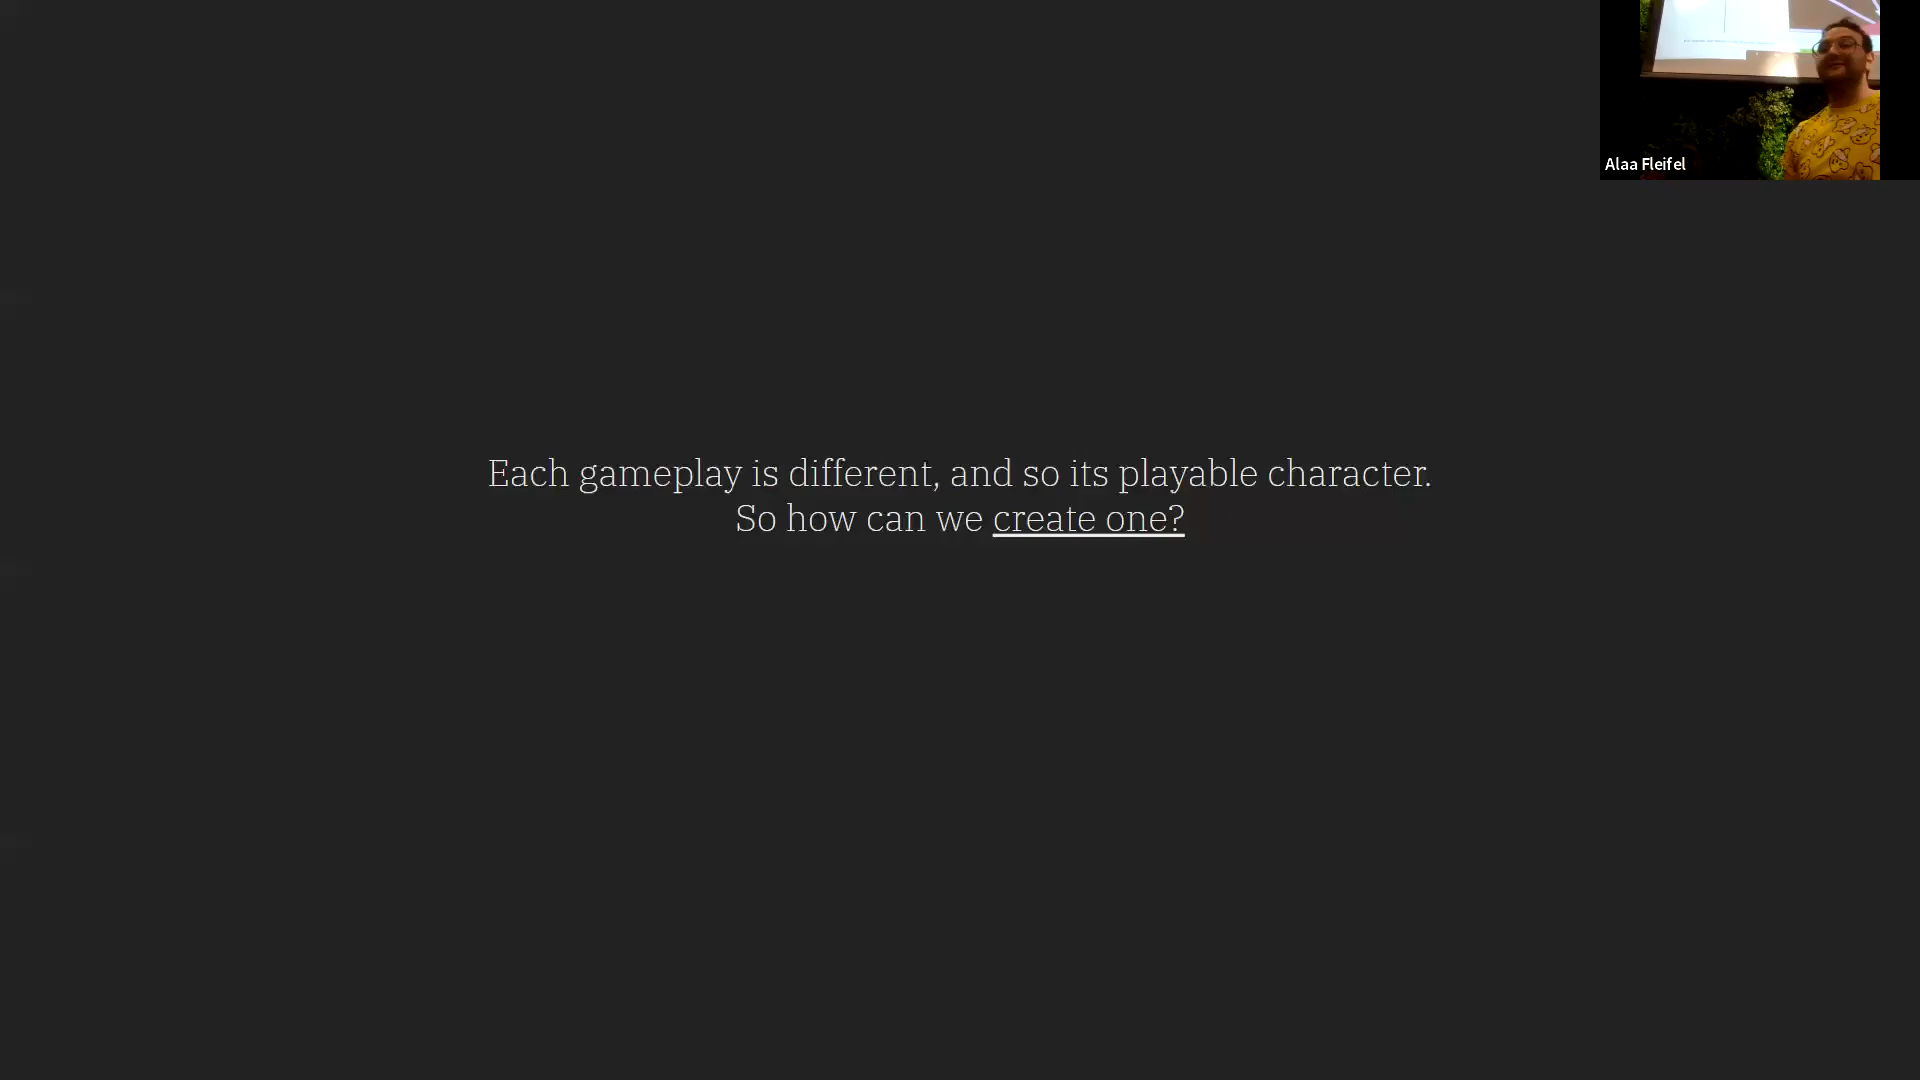 Alaa Fleifel
Each gameplay is different, and so its playable character.
So how can we create one?